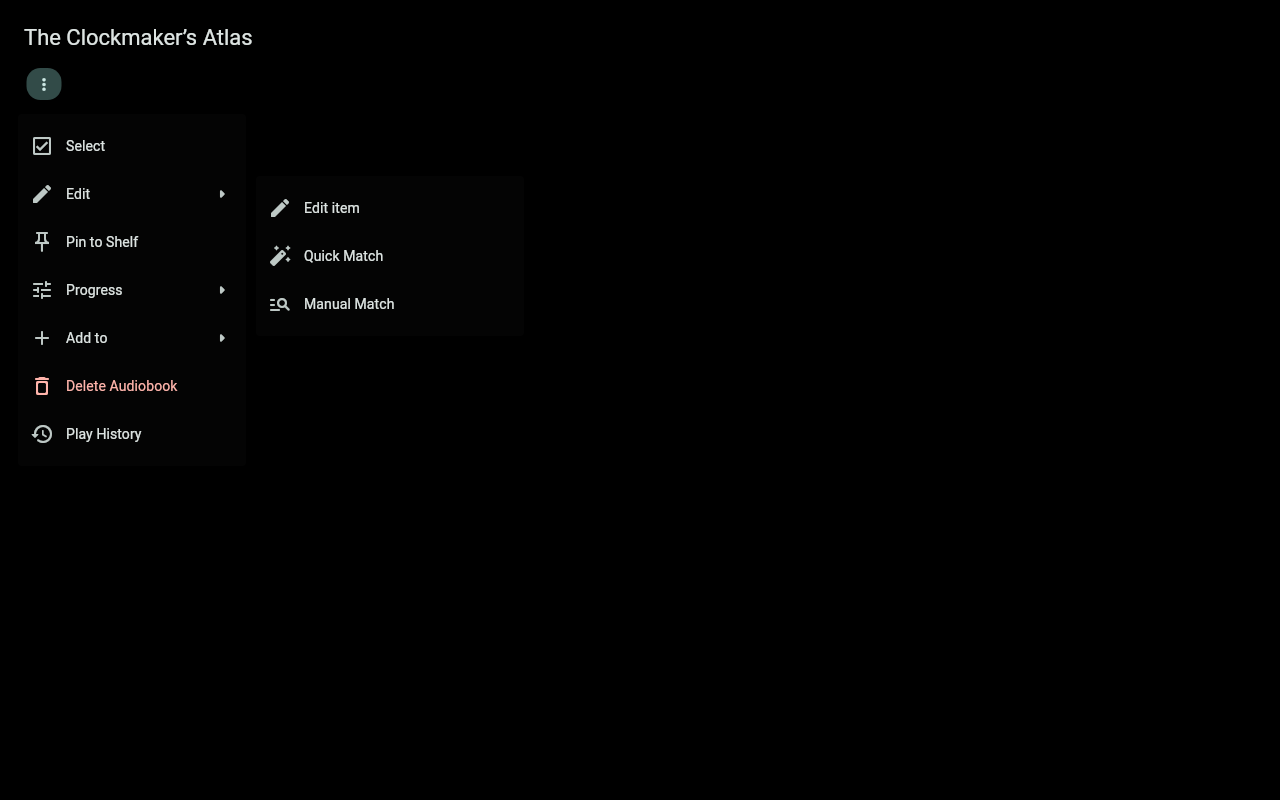 The Clockmaker’s Atlas
Select
Edit
Pin to Shelf
Progress
Add to
Delete Audiobook
Play History
Edit item
Quick Match
Manual Match